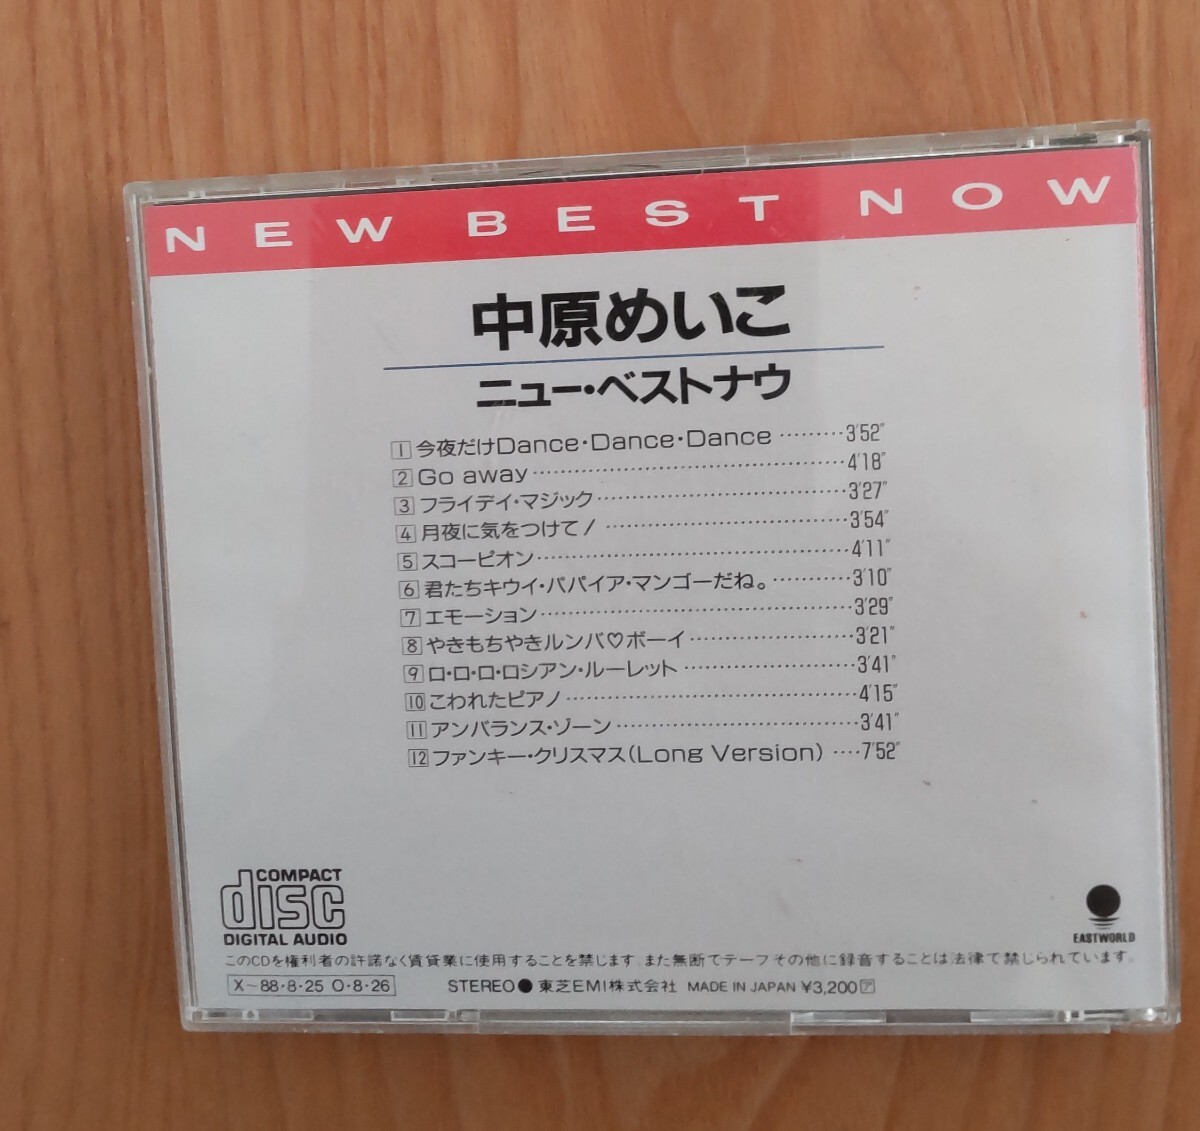 NEW BEST NOW
中原めいこ
ニュー・ベストナウ
1 今夜だけDance・Dance・Dance ・・・・・・・・・3'52"
2 Go away ・・・・・・・・・4'18"
3 フライデイ・マジック ・・・・・・・・・3'27"
4 月夜に気をつけて! ・・・・・・・・・3'54"
5 スコーピオン ・・・・・・・・・4'11"
6 君たちキウイ・パパイア・マンゴーだね。 ・・・・・・・・・3'10"
7 エモーション ・・・・・・・・・3'29"
8 やきもちやきルンバ♡ボーイ ・・・・・・・・・3'21"
9 ロ・ロ・ロ・ロシアン・ルーレット ・・・・・・・・・3'41"
10 こわれたピアノ ・・・・・・・・・4'15"
11 アンバランス・ゾーン ・・・・・・・・・3'41"
12 ファンキー・クリスマス(Long Version) ・・・・7'52"
COMPACT
disc
DIGITAL AUDIO
EASTWORLD
このCDを権利者の許諾なく賃貸業に使用することを禁じます。また無断でテープその他に録音することは法律で禁じられています。
X〜88・8・25 O・8・26
STEREO●東芝EMI株式会社 MADE IN JAPAN ¥3,200ア